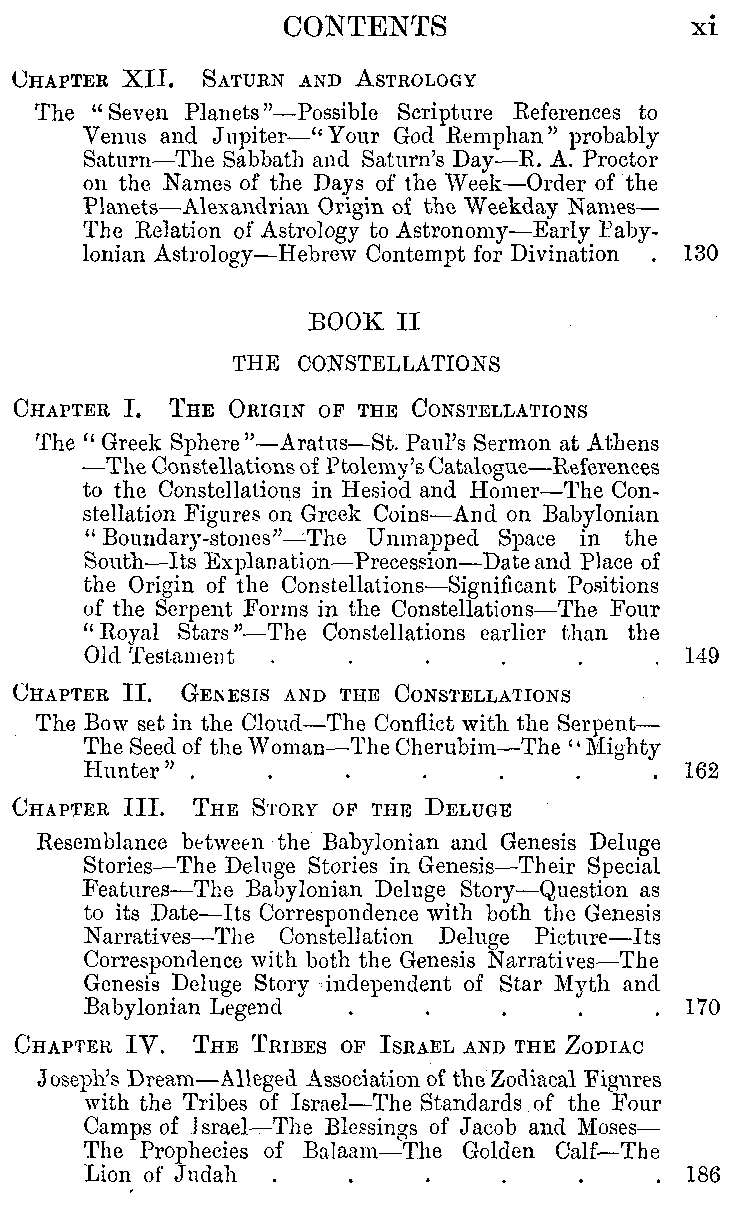 CONTENTS xi
CHAPTER XII. SATURN AND ASTROLOGY
The “Seven Planets”—Possible Scripture References to
Venus and Jupiter—“Your God Remphan” probably
Saturn—The Sabbath and Saturn’s Day—R. A. Proctor
on the Names of the Days of the Week—Order of the
Planets—Alexandrian Origin of the Weekday Names—
The Relation of Astrology to Astronomy—Early Baby-
lonian Astrology—Hebrew Contempt for Divination . 130
BOOK II
THE CONSTELLATIONS
CHAPTER I. THE ORIGIN OF THE CONSTELLATIONS
The “Greek Sphere”—Aratus—St. Paul’s Sermon at Athens
—The Constellations of Ptolemy’s Catalogue—References
to the Constellations in Hesiod and Homer—The Con-
stellation Figures on Greek Coins—And on Babylonian
“Boundary-stones”—The Unmapped Space in the
South—Its Explanation—Precession—Date and Place of
the Origin of the Constellations—Significant Positions
of the Serpent Forms in the Constellations—The Four
“Royal Stars”—The Constellations earlier than the
Old Testament . . . . . . 149
CHAPTER II. GENESIS AND THE CONSTELLATIONS
The Bow set in the Cloud—The Conflict with the Serpent—
The Seed of the Woman—The Cherubim—The “Mighty
Hunter” . . . . . . . 162
CHAPTER III. THE STORY OF THE DELUGE
Resemblance between the Babylonian and Genesis Deluge
Stories—The Deluge Stories in Genesis—Their Special
Features—The Babylonian Deluge Story—Question as
to its Date—Its Correspondence with both the Genesis
Narratives—The Constellation Deluge Picture—Its
Correspondence with both the Genesis Narratives—The
Genesis Deluge Story independent of Star Myth and
Babylonian Legend . . . . . 170
CHAPTER IV. THE TRIBES OF ISRAEL AND THE ZODIAC
Joseph’s Dream—Alleged Association of the Zodiacal Figures
with the Tribes of Israel—The Standards of the Four
Camps of Israel—The Blessings of Jacob and Moses—
The Prophecies of Balaam—The Golden Calf—The
Lion of Judah . . . . . . 186